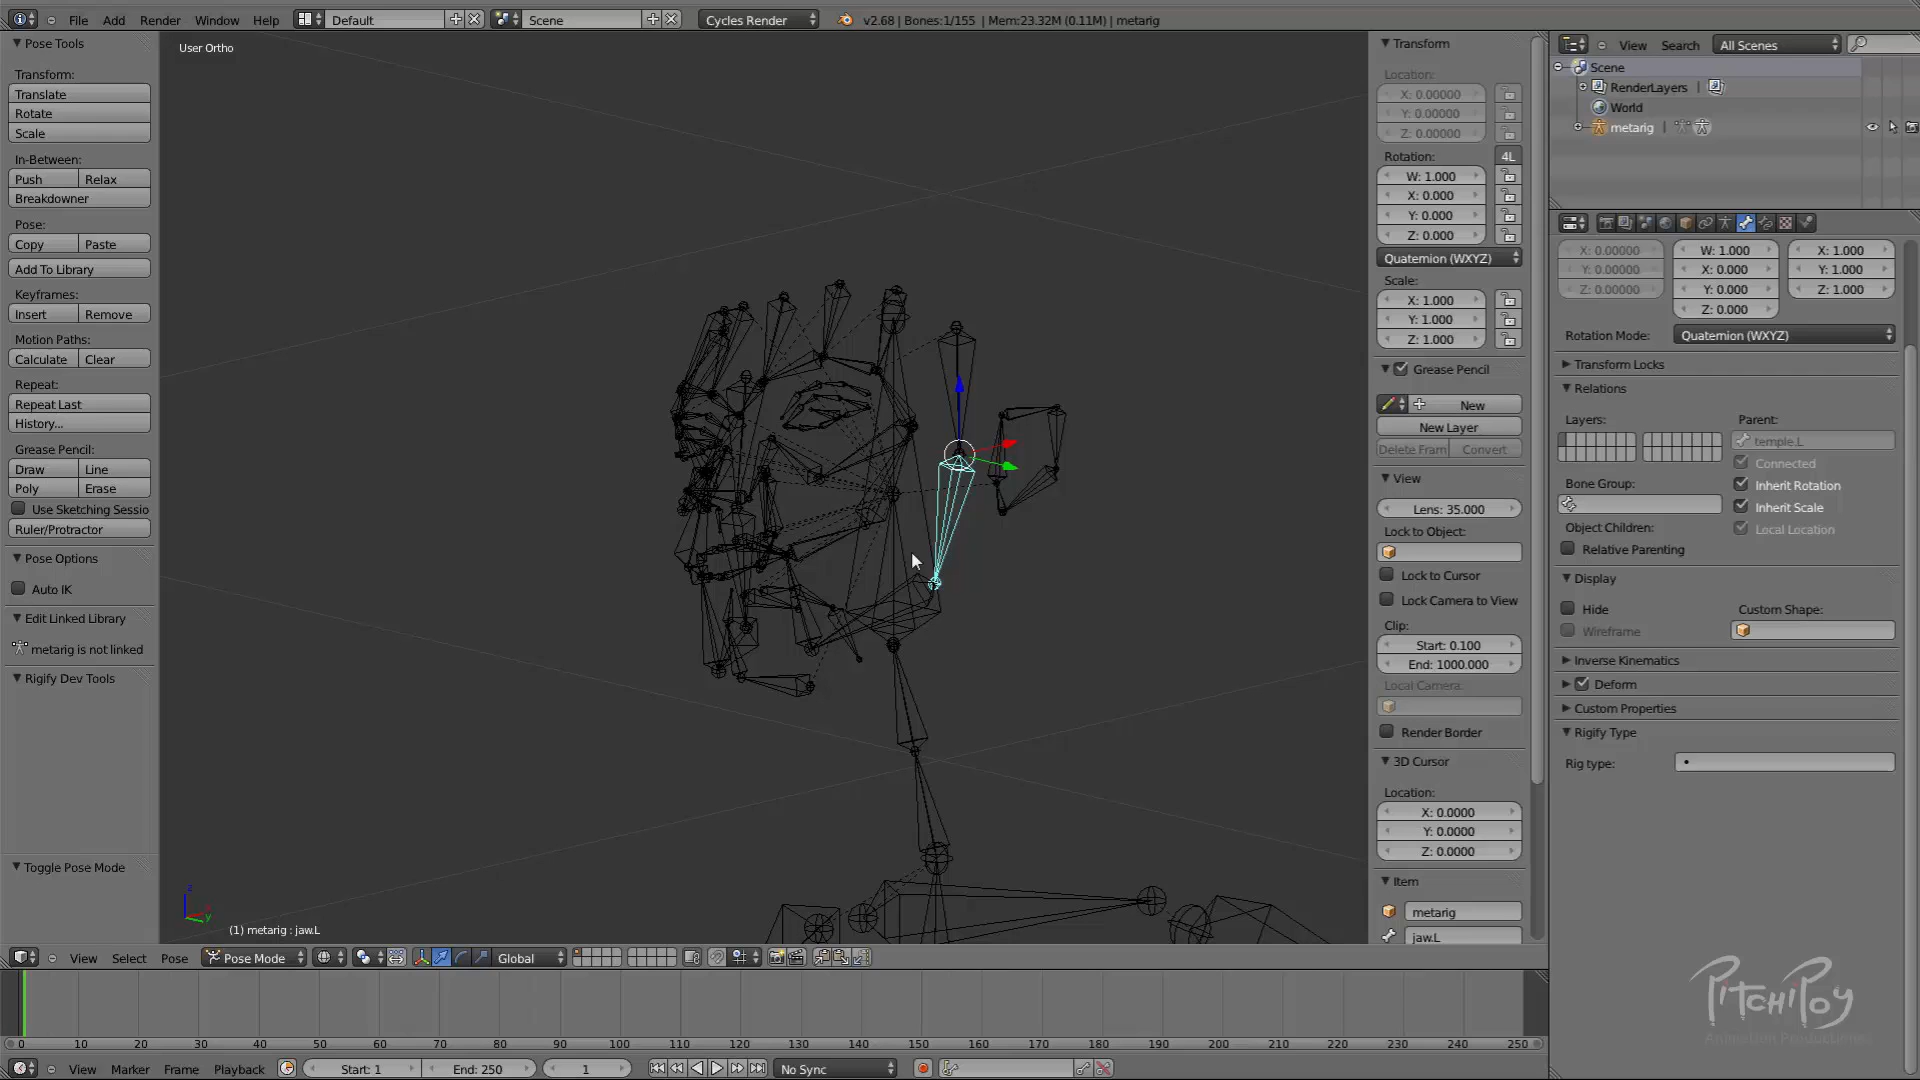 File Add Render Window Help Default Scene Cycles Render v2.68 | Bones:1/155 | Mem:23.32M (0.11M) | metarig
Pose Tools
Transform:
Translate
Rotate
Scale
In-Between:
Push Relax
Breakdowner
Pose:
Copy Paste
Add To Library
Keyframes:
Insert Remove
Motion Paths:
Calculate Clear
Repeat:
Repeat Last
History...
Grease Pencil:
Draw Line
Poly Erase
Use Sketching Sessio
Ruler/Protractor
Pose Options
Auto IK
Edit Linked Library
metarig is not linked
Rigify Dev Tools
Toggle Pose Mode
User Ortho
z
y
(1) metarig : jaw.L
Transform
Location:
X: 0.00000
Y: 0.00000
Z: 0.00000
Rotation: 4L
W: 1.000
X: 0.000
Y: 0.000
Z: 0.000
Quaternion (WXYZ)
Scale:
X: 1.000
Y: 1.000
Z: 1.000
Grease Pencil
New
New Layer
Delete Fram Convert
View
Lens: 35.000
Lock to Object:
Lock to Cursor
Lock Camera to View
Clip:
Start: 0.100
End: 1000.000
Local Camera:
Render Border
3D Cursor
Location:
X: 0.0000
Y: 0.0000
Z: 0.0000
Item
metarig
jaw.L
View Search All Scenes
Scene
RenderLayers |
World
metarig |
X: 0.00000 W: 1.000 X: 1.000
Y: 0.00000 X: 0.000 Y: 1.000
Z: 0.00000 Y: 0.000 Z: 1.000
Z: 0.000
Rotation Mode: Quaternion (WXYZ)
Transform Locks
Relations
Layers: Parent:
temple.L
Connected
Bone Group: Inherit Rotation
Inherit Scale
Object Children: Local Location
Relative Parenting
Display
Hide Custom Shape:
Wireframe
Inverse Kinematics
Deform
Custom Properties
Rigify Type
Rig type:
View Select Pose Pose Mode Global
0 10 20 30 40 50 60 70 80 90 100 110 120 130 140 150 160 170 180 190 200 210 220 230 240 250
View Marker Frame Playback Start: 1 End: 250 1 No Sync
PitchiPoy
Animation Productions